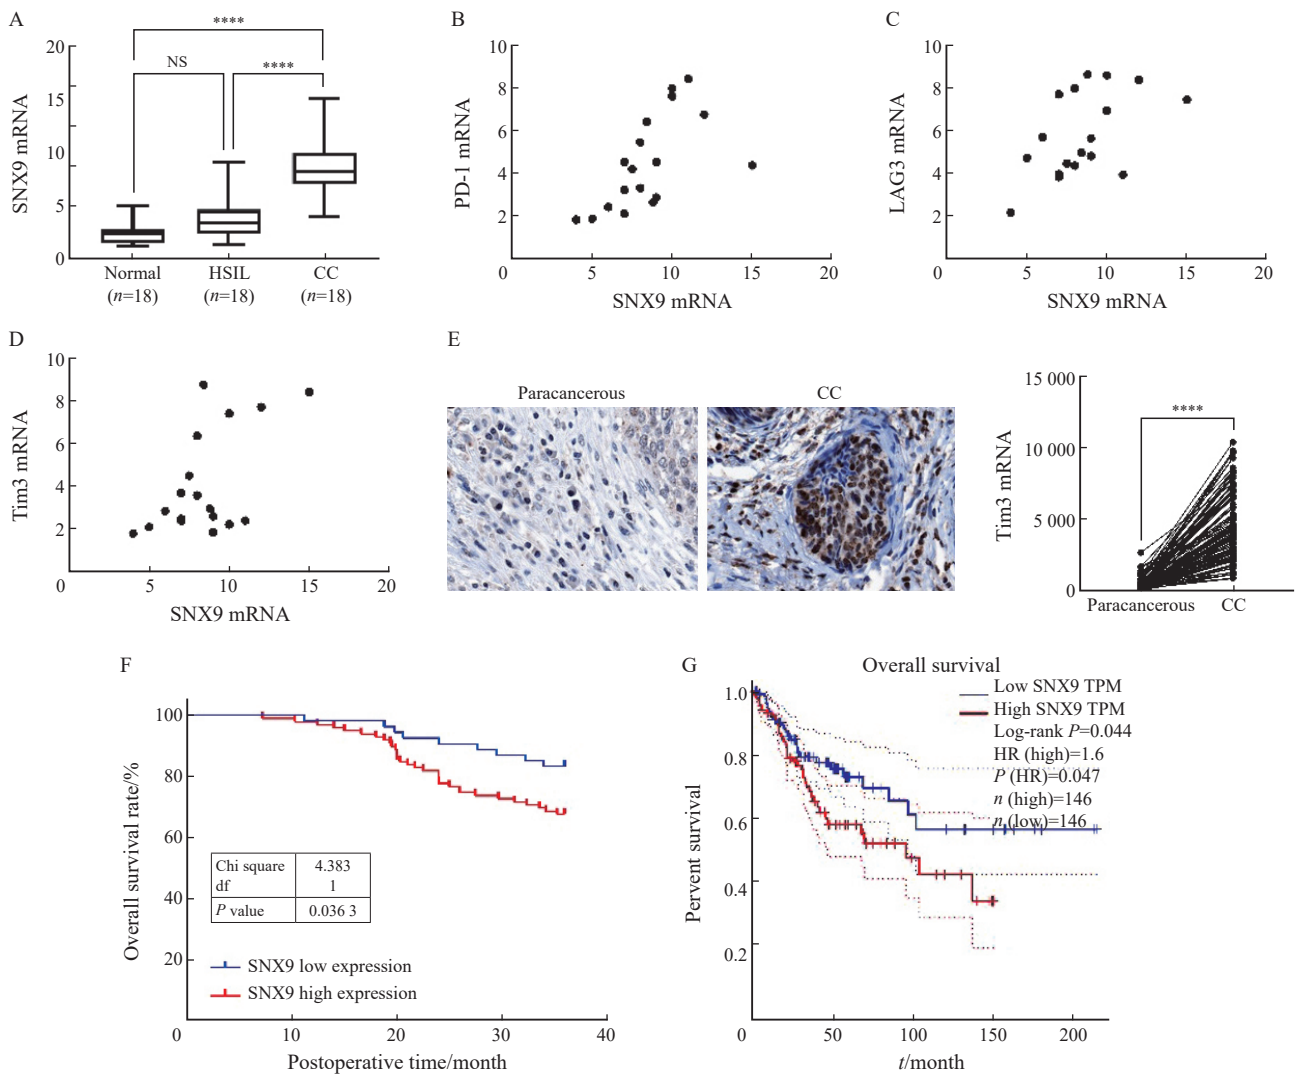 A
****
NS
****
SNX9 mRNA
20
15
10
5
0
Normal
(n=18)
HSIL
(n=18)
CC
(n=18)
B
PD-1 mRNA
10
8
6
4
2
0
5
10
15
20
SNX9 mRNA
C
LAG3 mRNA
10
8
6
4
2
0
5
10
15
20
SNX9 mRNA
D
Tim3 mRNA
10
8
6
4
2
0
5
10
15
20
SNX9 mRNA
E
Paracancerous
CC
Tim3 mRNA
15 000
10 000
5 000
0
****
Paracancerous
CC
F
Overall survival rate/%
100
80
60
40
20
0
10
20
30
40
Chi square 4.383
df 1
P value 0.036 3
SNX9 low expression
SNX9 high expression
Postoperative time/month
G
Overall survival
Low SNX9 TPM
High SNX9 TPM
Log-rank P=0.044
HR (high)=1.6
P (HR)=0.047
n (high)=146
n (low)=146
Pervent survival
1.0
0.8
0.6
0.4
0.2
0
50
100
150
200
t/month